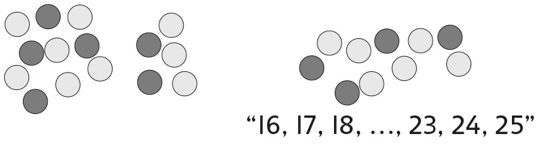 “16, 17, 18, …, 23, 24, 25”